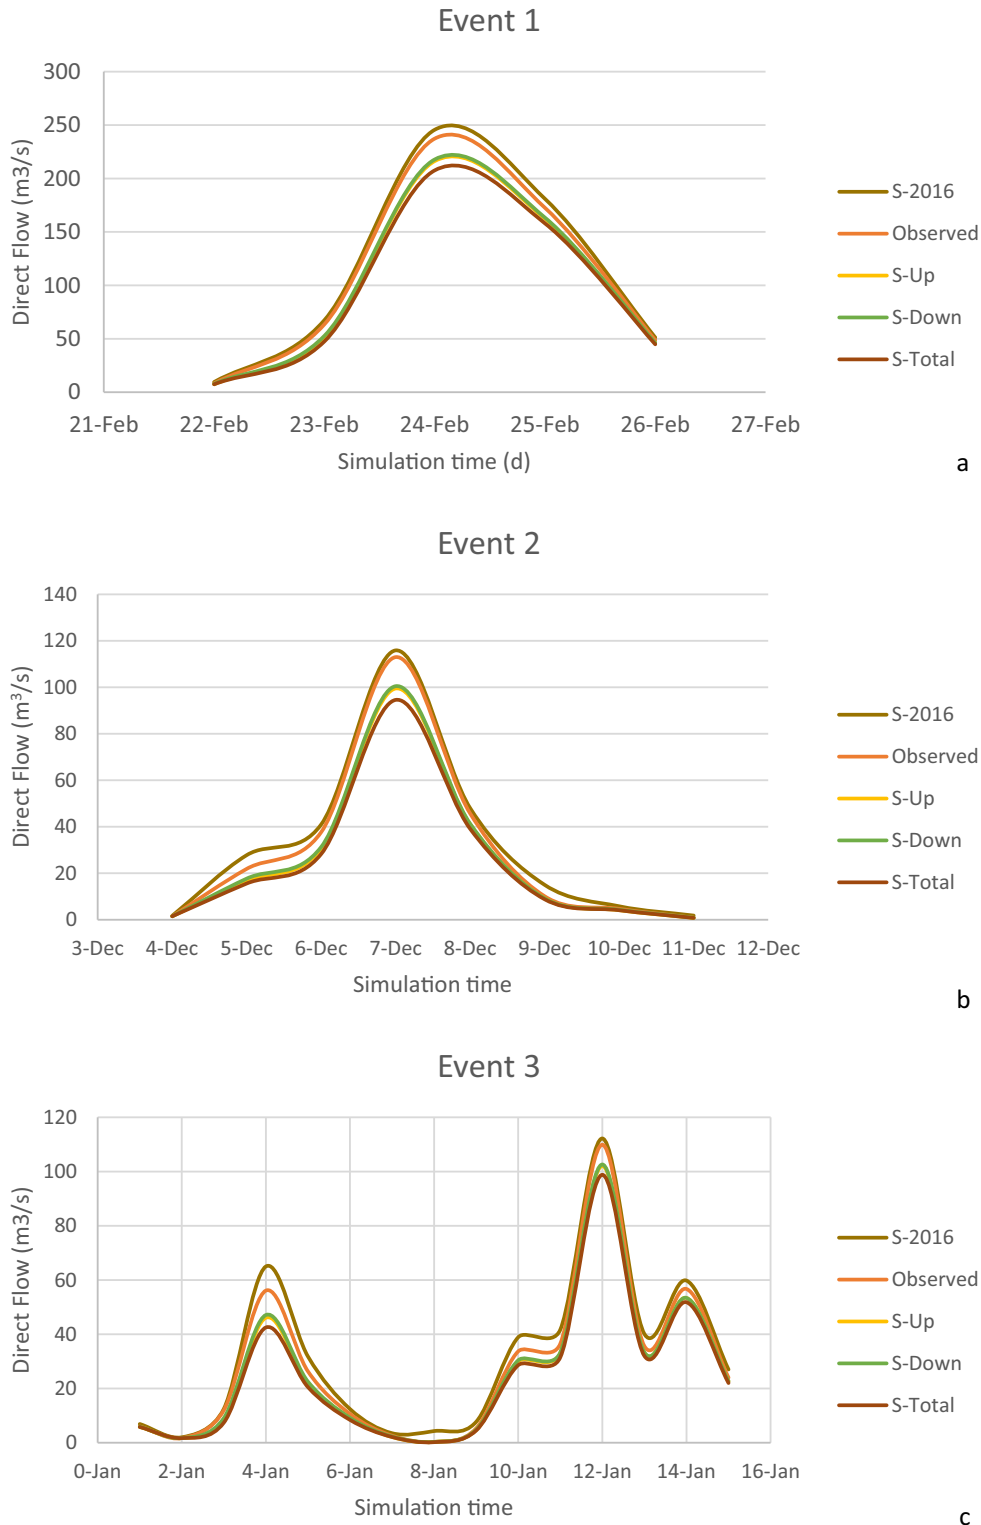 Event 1
Direct Flow (m3/s)
300
250
200
150
100
50
0
21-Feb 22-Feb 23-Feb 24-Feb 25-Feb 26-Feb 27-Feb
Simulation time (d)
S-2016
Observed
S-Up
S-Down
S-Total
a
Event 2
Direct Flow (m³/s)
140
120
100
80
60
40
20
0
3-Dec 4-Dec 5-Dec 6-Dec 7-Dec 8-Dec 9-Dec 10-Dec 11-Dec 12-Dec
Simulation time
S-2016
Observed
S-Up
S-Down
S-Total
b
Event 3
Direct Flow (m3/s)
120
100
80
60
40
20
0
0-Jan 2-Jan 4-Jan 6-Jan 8-Jan 10-Jan 12-Jan 14-Jan 16-Jan
Simulation time
S-2016
Observed
S-Up
S-Down
S-Total
c